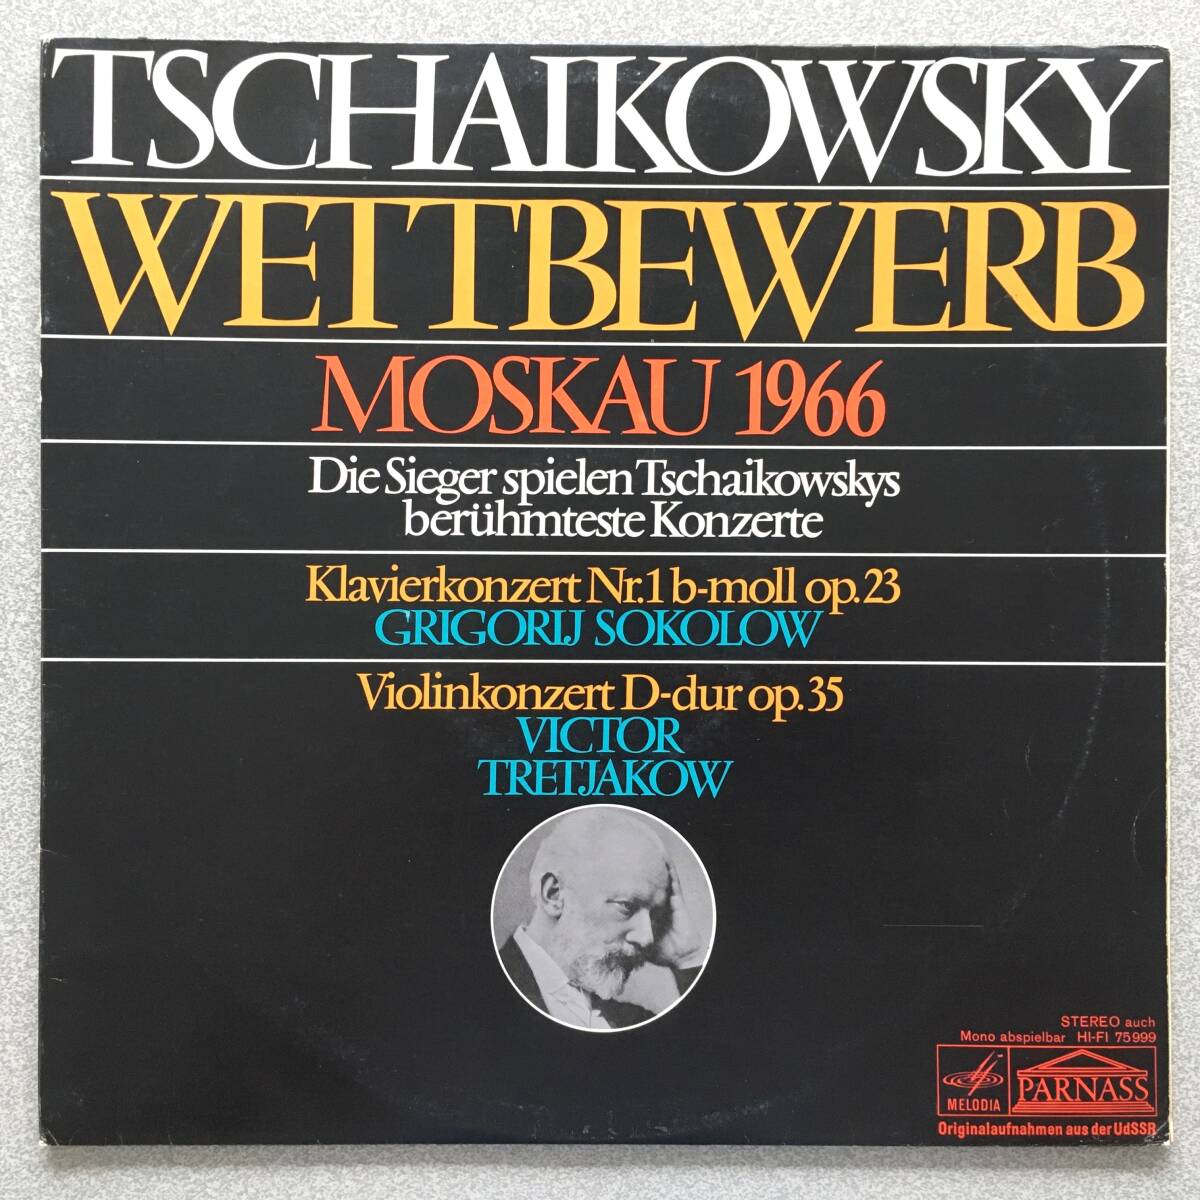 TSCHAIKOWSKY
WETTBEWERB
MOSKAU 1966
Die Sieger spielen Tschaikowskys
berühmteste Konzerte
Klavierkonzert Nr.1 b-moll op.23
GRIGORIJ SOKOLOW
Violinkonzert D-dur op.35
VICTOR
TRETJAKOW
STEREO auch
Mono abspielbar HI-FI 75999
MELODIA
PARNASS
Originalaufnahmen aus der UdSSR